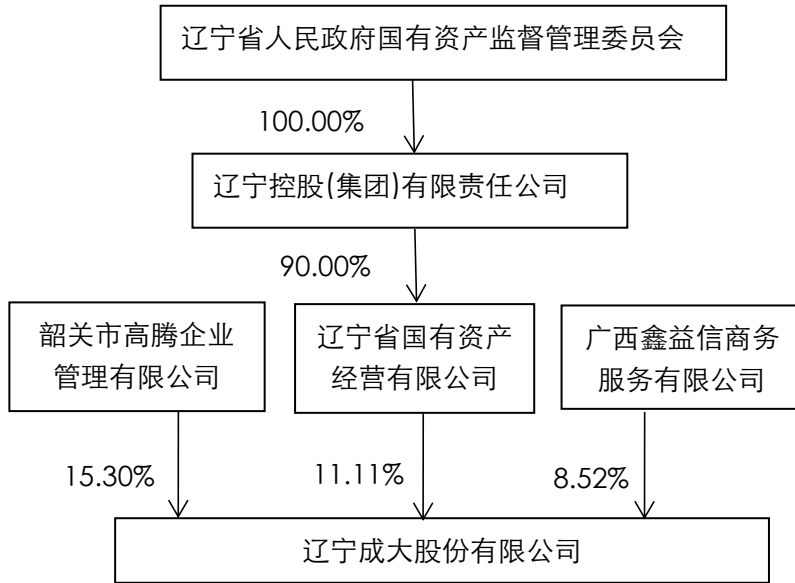 辽宁省人民政府国有资产监督管理委员会
100.00%
辽宁控股(集团)有限责任公司
90.00%
韶关市高腾企业
管理有限公司
辽宁省国有资产
经营有限公司
广西鑫益信商务
服务有限公司
15.30%
11.11%
8.52%
辽宁成大股份有限公司